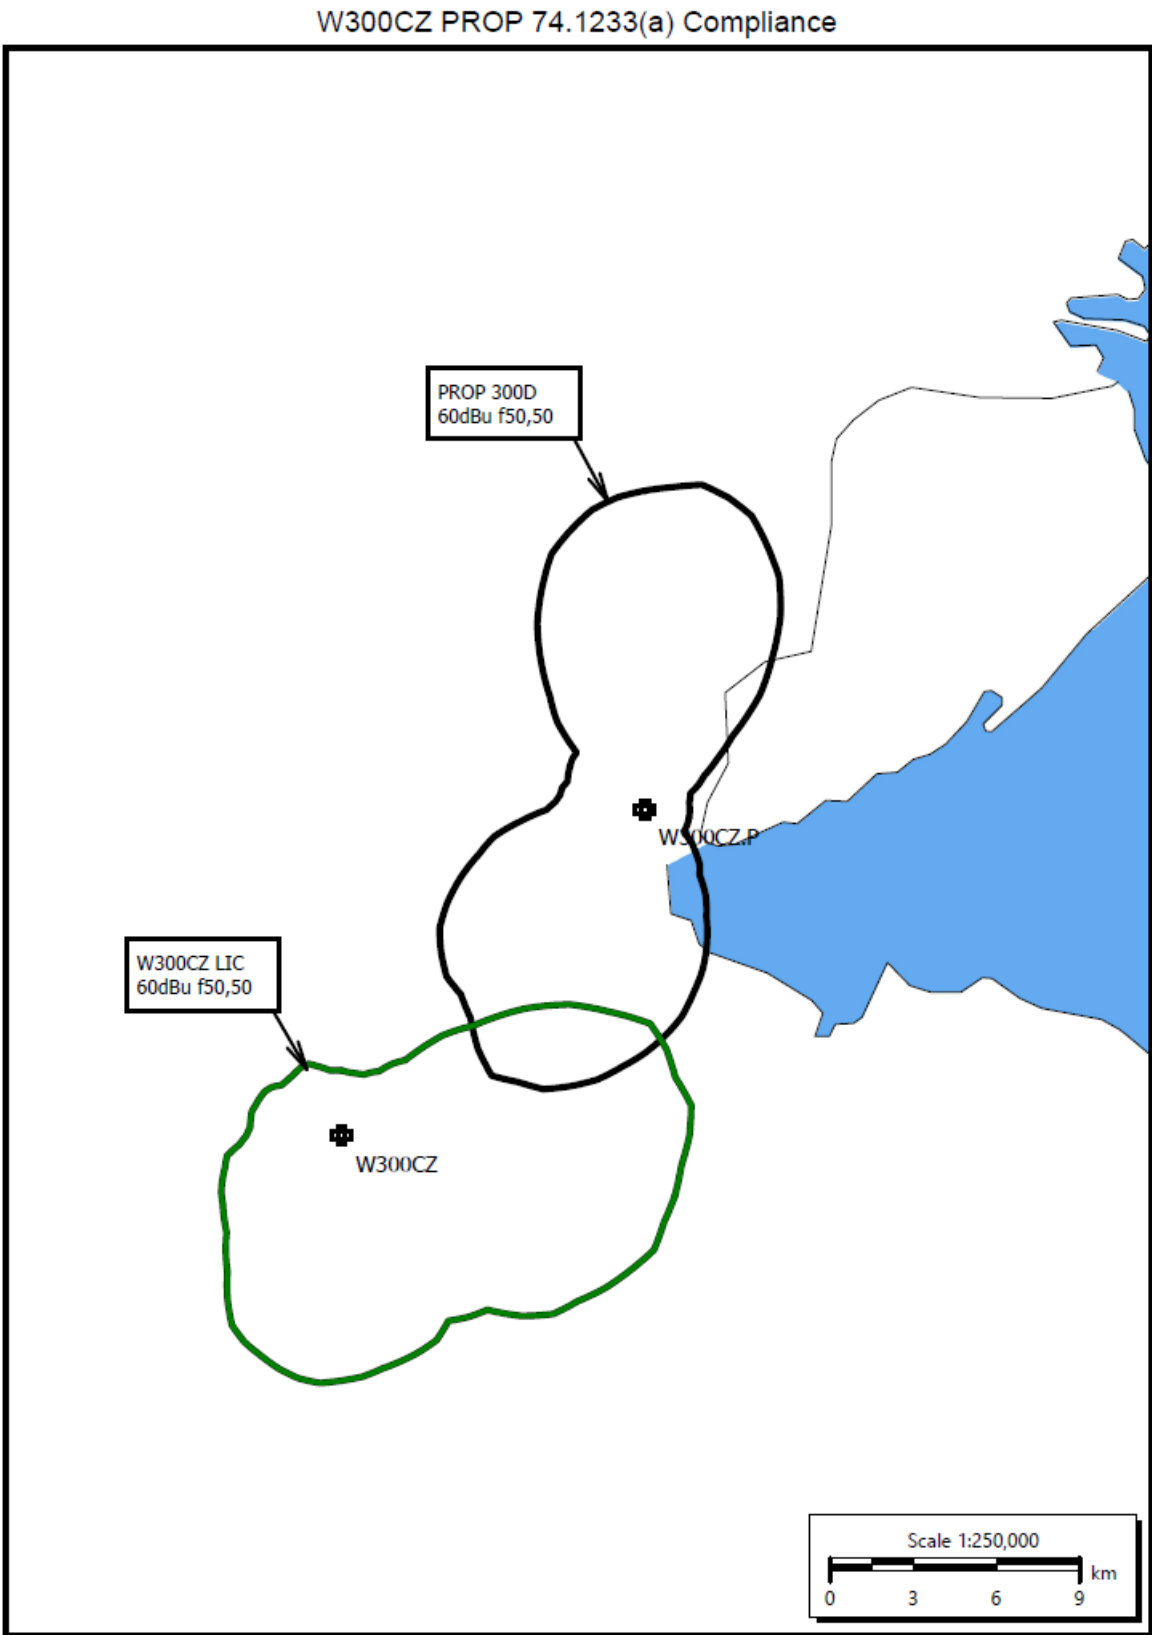 W300CZ PROP 74.1233(a) Compliance
PROP 300D
60dBu f50,50
W300CZ.P
W300CZ LIC
60dBu f50,50
W300CZ
Scale 1:250,000
km
0 3 6 9